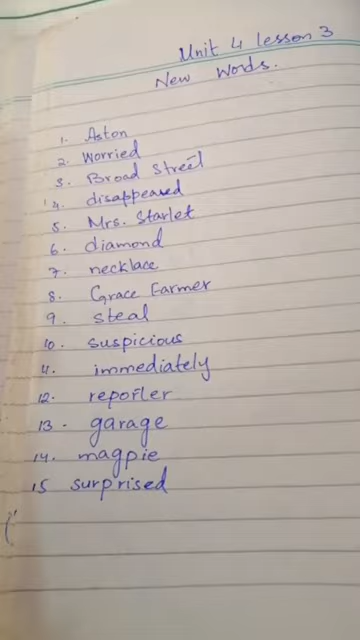 Unit 4 lesson 3
New Words.
1. Aston
2. Worried
3. Broad Street
4. disappeared
5. Mrs. Starlet
6. diamond
7. necklace
8. Grace Farmer
9. steal
10. suspicious
11. immediately
12. reporter
13. garage
14. magpie
15 surprised